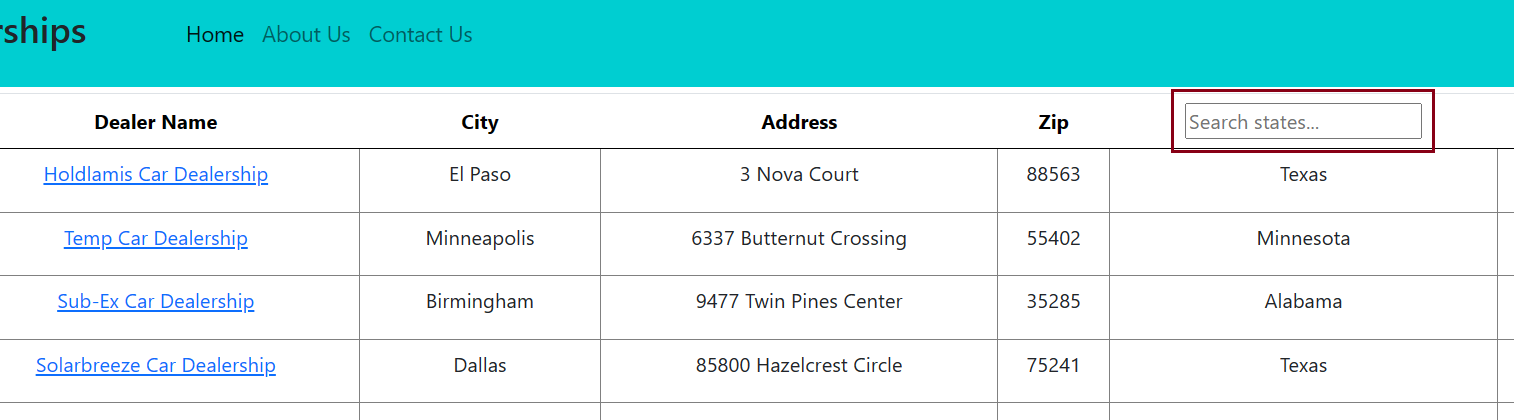 rships Home About Us Contact Us
Dealer Name City Address Zip Search states...
Holdlamis Car Dealership El Paso 3 Nova Court 88563 Texas
Temp Car Dealership Minneapolis 6337 Butternut Crossing 55402 Minnesota
Sub-Ex Car Dealership Birmingham 9477 Twin Pines Center 35285 Alabama
Solarbreeze Car Dealership Dallas 85800 Hazelcrest Circle 75241 Texas